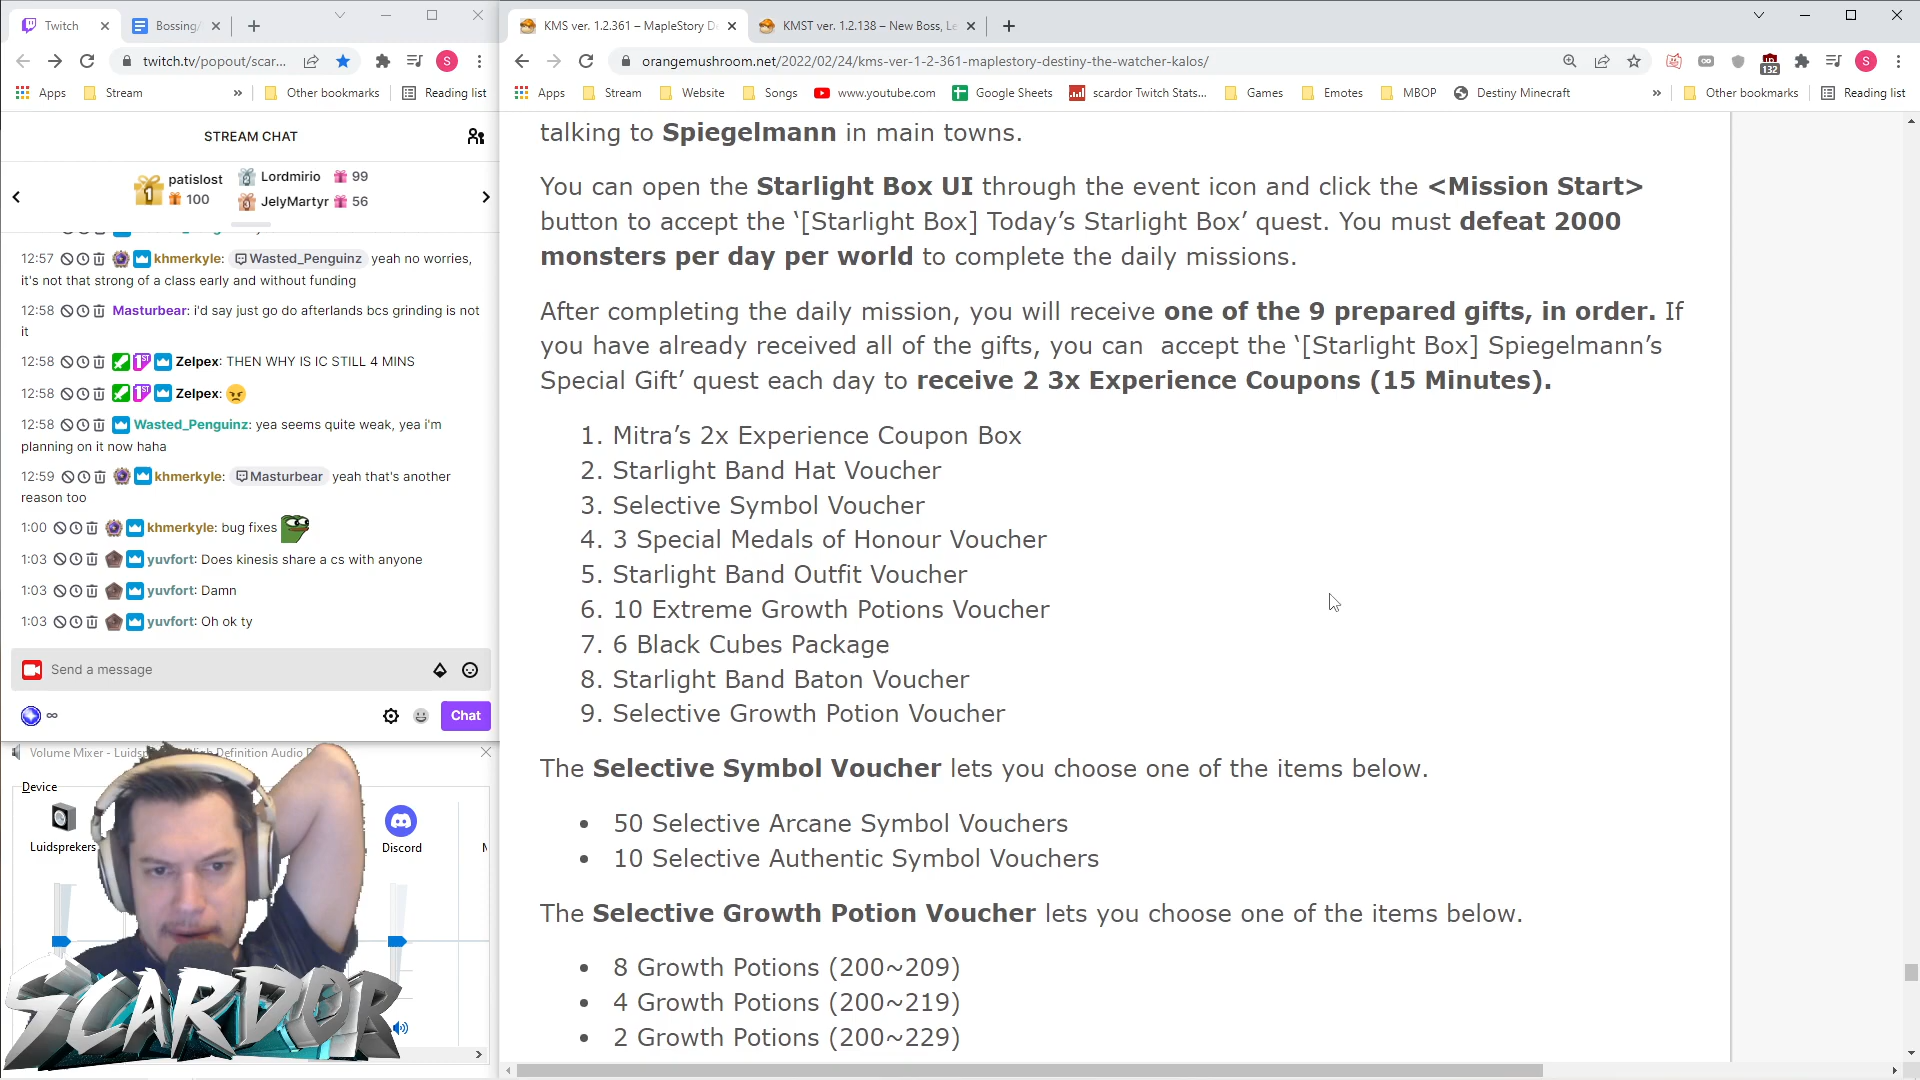 Twitch
Bossing/
KMS ver. 1.2.361 – MapleStory D
KMST ver. 1.2.138 – New Boss, Le
twitch.tv/popout/scar...
S
orangemushroom.net/2022/02/24/kms-ver-1-2-361-maplestory-destiny-the-watcher-kalos/
132
S
Apps
Stream
»
Other bookmarks
Reading list
Apps
Stream
Website
Songs
www.youtube.com
Google Sheets
scardor Twitch Stats...
Games
Emotes
MBOP
Destiny Minecraft
»
Other bookmarks
Reading list
STREAM CHAT
1
patislost
100
2 Lordmirio 99
3 JelyMartyr 56
12:57 khmerkyle: Wasted_Penguinz yeah no worries,
it's not that strong of a class early and without funding
12:58 Masturbear: i'd say just go do afterlands bcs grinding is not
it
12:58 1ST Zelpex: THEN WHY IS IC STILL 4 MINS
12:58 1ST Zelpex:
12:58 Wasted_Penguinz: yea seems quite weak, yea i'm
planning on it now haha
12:59 khmerkyle: Masturbear yeah that's another
reason too
1:00 khmerkyle: bug fixes
1:03 yuvfort: Does kinesis share a cs with anyone
1:03 yuvfort: Damn
1:03 yuvfort: Oh ok ty
Send a message
∞
Chat
Volume Mixer - Luidsp
igh Definition Audio D
Device
Luidsprekers
Discord
SCARDOR
talking to Spiegelmann in main towns.
You can open the Starlight Box UI through the event icon and click the <Mission Start>
button to accept the ‘[Starlight Box] Today’s Starlight Box’ quest. You must defeat 2000
monsters per day per world to complete the daily missions.
After completing the daily mission, you will receive one of the 9 prepared gifts, in order. If
you have already received all of the gifts, you can  accept the ‘[Starlight Box] Spiegelmann’s
Special Gift’ quest each day to receive 2 3x Experience Coupons (15 Minutes).
1. Mitra’s 2x Experience Coupon Box
2. Starlight Band Hat Voucher
3. Selective Symbol Voucher
4. 3 Special Medals of Honour Voucher
5. Starlight Band Outfit Voucher
6. 10 Extreme Growth Potions Voucher
7. 6 Black Cubes Package
8. Starlight Band Baton Voucher
9. Selective Growth Potion Voucher
The Selective Symbol Voucher lets you choose one of the items below.
• 50 Selective Arcane Symbol Vouchers
• 10 Selective Authentic Symbol Vouchers
The Selective Growth Potion Voucher lets you choose one of the items below.
• 8 Growth Potions (200~209)
• 4 Growth Potions (200~219)
• 2 Growth Potions (200~229)